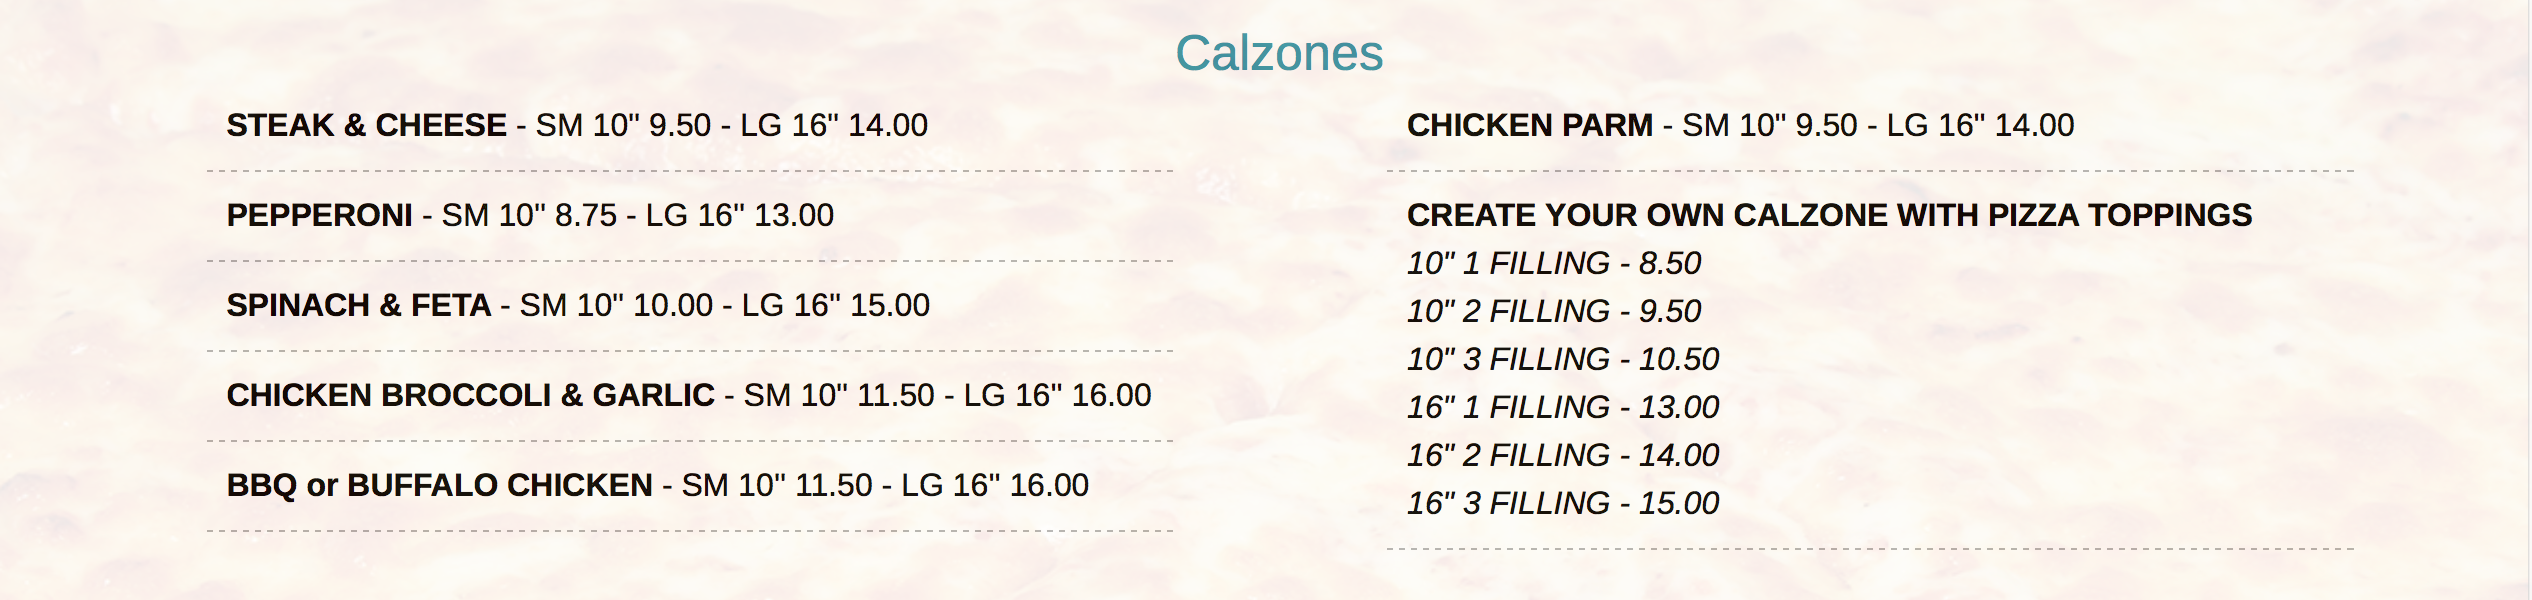 Calzones
STEAK & CHEESE - SM 10" 9.50 - LG 16" 14.00
PEPPERONI - SM 10" 8.75 - LG 16" 13.00
SPINACH & FETA - SM 10" 10.00 - LG 16" 15.00
CHICKEN BROCCOLI & GARLIC - SM 10" 11.50 - LG 16" 16.00
BBQ or BUFFALO CHICKEN - SM 10" 11.50 - LG 16" 16.00
CHICKEN PARM - SM 10" 9.50 - LG 16" 14.00
CREATE YOUR OWN CALZONE WITH PIZZA TOPPINGS
10" 1 FILLING - 8.50
10" 2 FILLING - 9.50
10" 3 FILLING - 10.50
16" 1 FILLING - 13.00
16" 2 FILLING - 14.00
16" 3 FILLING - 15.00